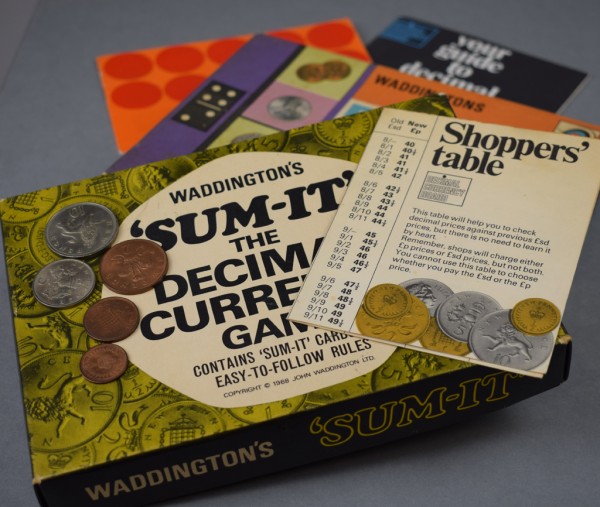 your
guide
to
decimal
WADDINGTONS
Old New
£sd £p
8/- 40
8/1 40½
8/2 41
8/3 41
8/4 41½
8/5 42
8/6 42½
8/7 43
8/8 43½
8/9 44
8/10 44
8/11 44½
9/- 45
9/1 45½
9/2 46
9/3 46
9/4 46½
9/5 47
9/6 47½
9/7 48
9/8 48½
9/9 49
9/10 49
9/11 49½
Shoppers'
table
DECIMAL
CURRENCY
BOARD
This table will help you to check
decimal prices against previous £sd
prices, but there is no need to learn it
by heart.
Remember, shops will charge either
£p prices or £sd prices, but not both.
You cannot use this table to choose
whether you pay the £sd or the £p
price.
5
10
WADDINGTON'S
'SUM-IT'
THE
DECIMA
CURRE
GAM
CONTAINS 'SUM-IT' CARDS
EASY-TO-FOLLOW RULES
COPYRIGHT © 1968 JOHN WADDINGTON LTD.
10
WADDINGTON'S 'SUM-IT'